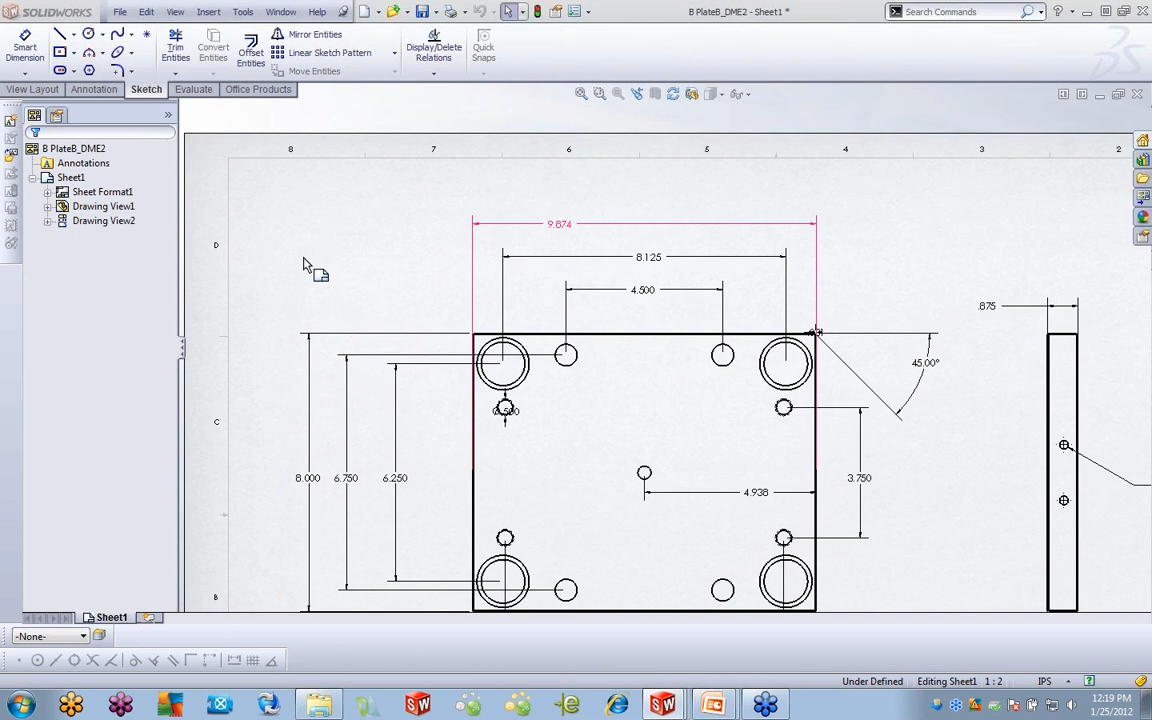 SOLIDWORKS File Edit View Insert Tools Window Help B PlateB_DME2 - Sheet1 * Search Commands
Smart Dimension
Trim Entities
Convert Entities
Offset Entities
Mirror Entities
Linear Sketch Pattern
Move Entities
Display/Delete Relations
Quick Snaps
View Layout Annotation Sketch Evaluate Office Products
B PlateB_DME2
A Annotations
Sheet1
Sheet Format1
Drawing View1
Drawing View2
8 7 6 5 4 3 2
D
C
B
9.874
8.125
4.500
.875
45.00°
Ø.500
8.000 6.750 6.250 3.750
4.938
Sheet1
-None-
Under Defined Editing Sheet1 1 : 2 IPS
12:19 PM
1/25/2012